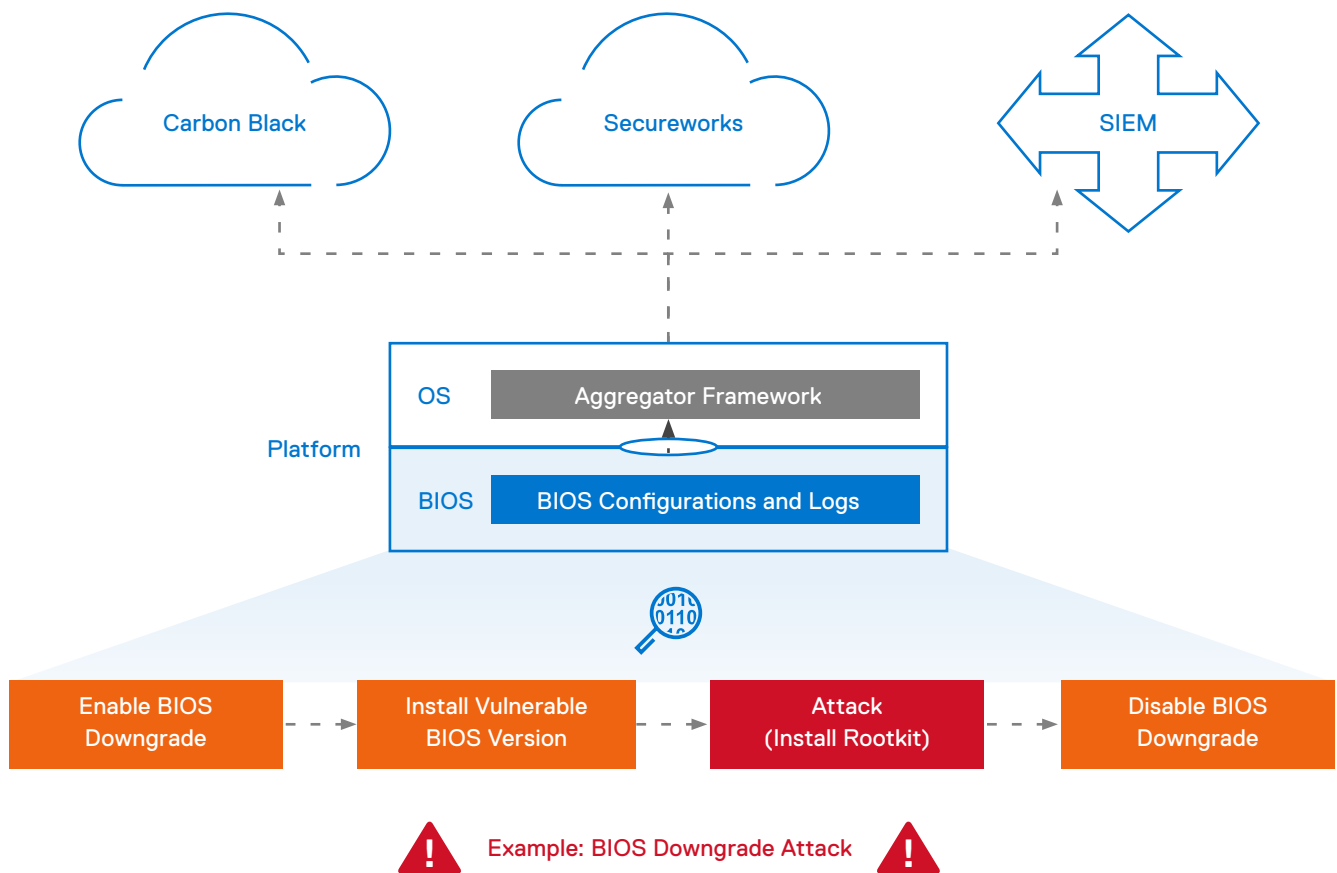 Carbon Black
Secureworks
SIEM
OS
Aggregator Framework
Platform
BIOS
BIOS Configurations and Logs
0110
Enable BIOS
Downgrade
Install Vulnerable
BIOS Version
Attack
(Install Rootkit)
Disable BIOS
Downgrade
!
Example: BIOS Downgrade Attack
!